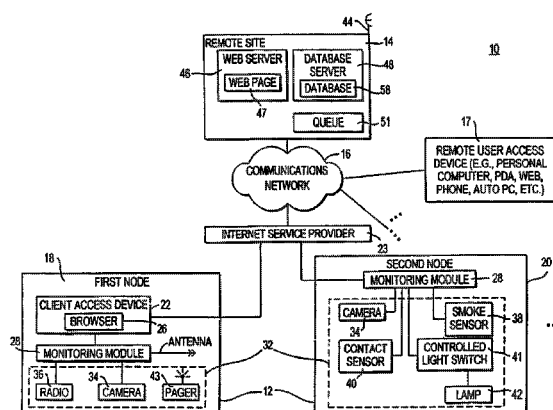 44
REMOTE SITE
14
10
WEB SERVER
DATABASE SERVER
48
46
WEB PAGE
DATABASE
58
47
QUEUE
51
17
16
REMOTE USER ACCESS
DEVICE (E.G., PERSONAL
COMPUTER, PDA, WEB,
PHONE, AUTO PC, ETC.)
COMMUNICATIONS
NETWORK
INTERNET SERVICE PROVIDER
23
18
FIRST NODE
SECOND NODE
20
MONITORING MODULE
28
CLIENT ACCESS DEVICE
22
BROWSER
26
CAMERA
34
SMOKE
SENSOR
38
28
MONITORING MODULE
ANTENNA
32
CONTACT
SENSOR
40
CONTROLLED
LIGHT SWITCH
41
36
34
43
RADIO
CAMERA
PAGER
12
LAMP
42